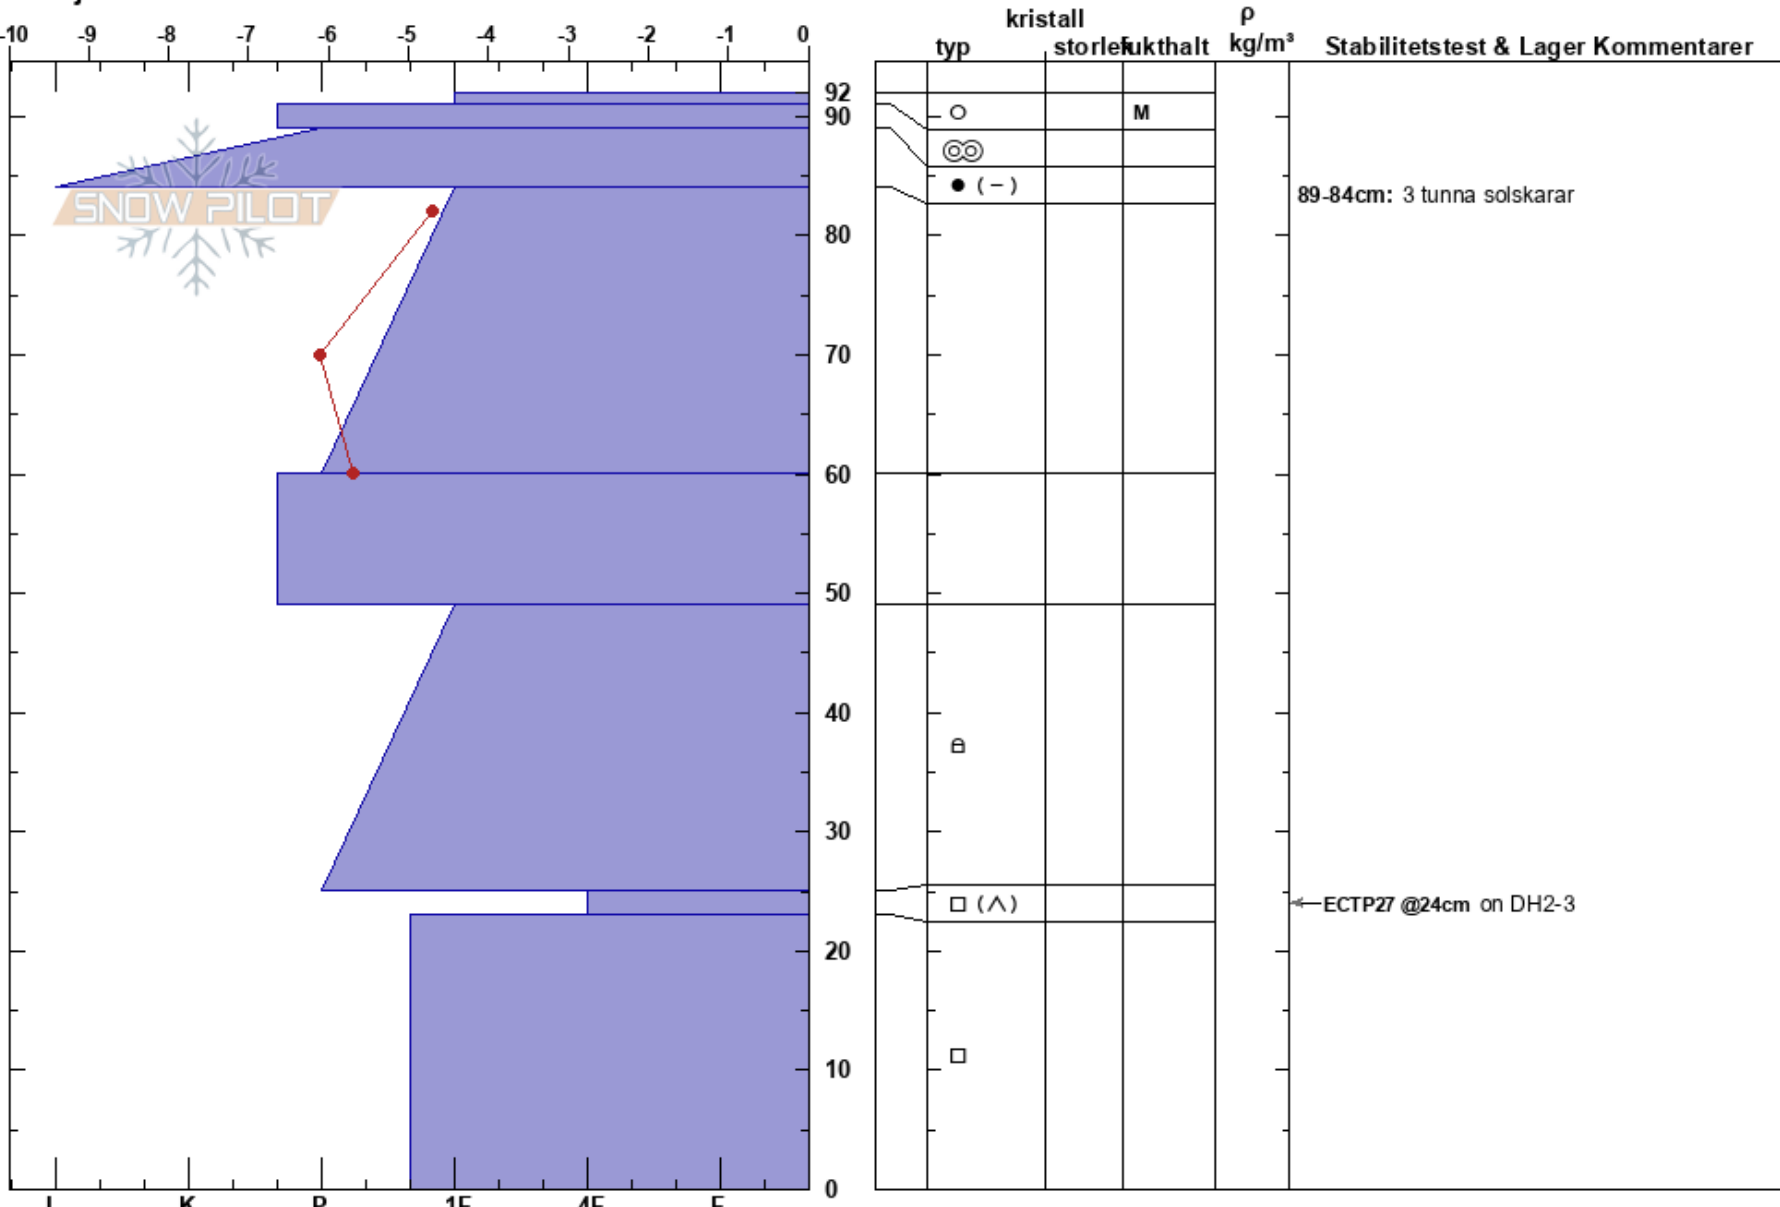 kristall ρ
-10 -9 -8 -7 -6 -5 -4 -3 -2 -1 0
typ storlek fukthalt kg/m³ Stabilitetstest & Lager Kommentarer
92
90
M
(-)
89-84cm: 3 tunna solskarar
SNOW PILOT
80
70
60
50
40
30
ECTP27 @24cm on DH2-3
20
10
0
I K P 1F 4F F